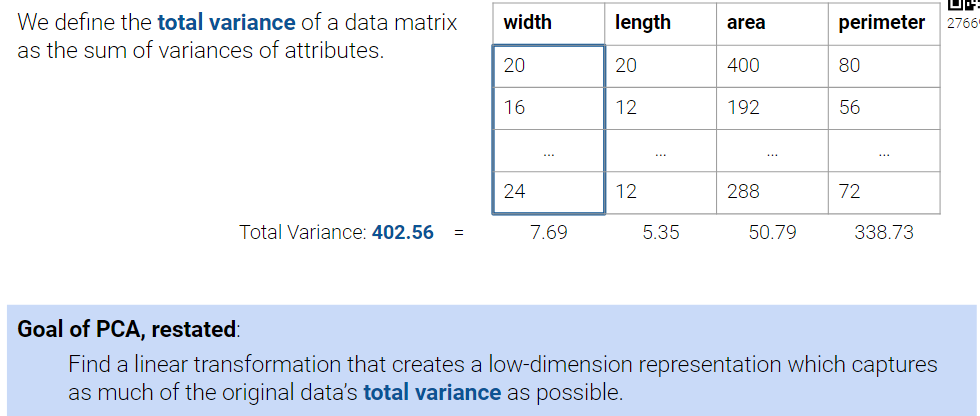 We define the total variance of a data matrix
as the sum of variances of attributes.
width length area perimeter
20 20 400 80
16 12 192 56
... ... ... ...
24 12 288 72
Total Variance: 402.56 = 7.69 5.35 50.79 338.73
Goal of PCA, restated:
Find a linear transformation that creates a low-dimension representation which captures
as much of the original data's total variance as possible.